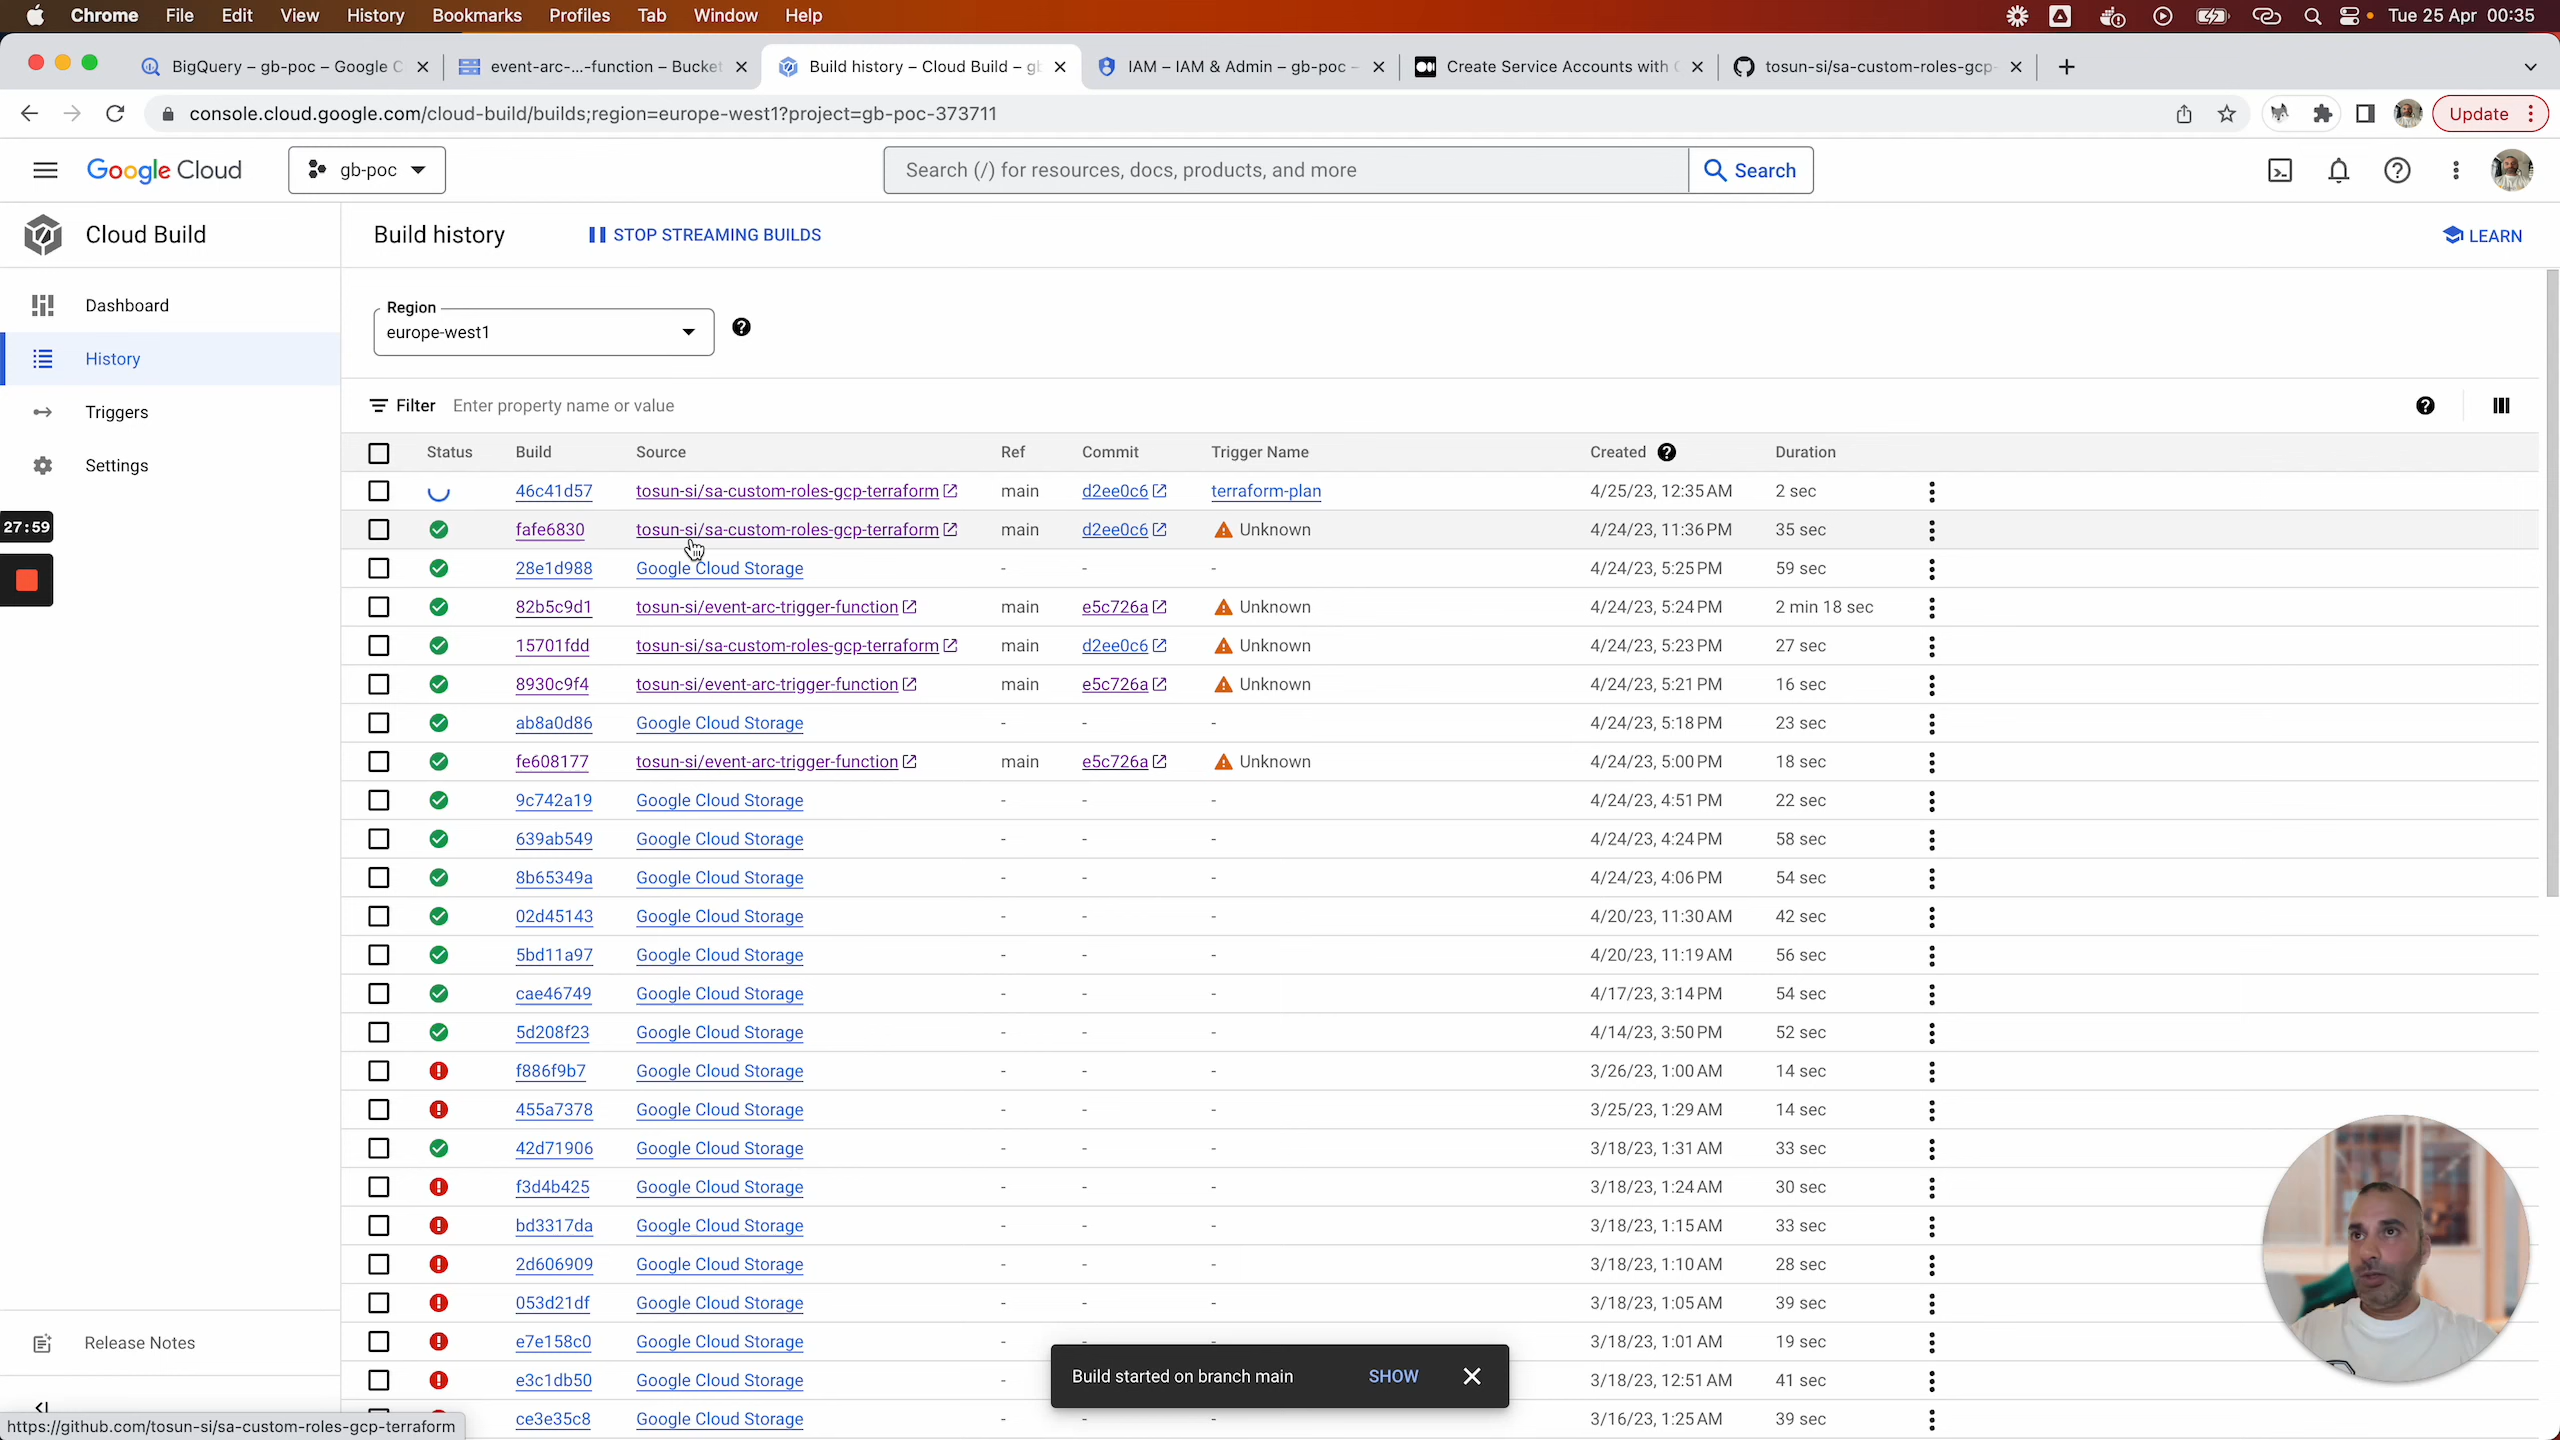 Chrome File Edit View History Bookmarks Profiles Tab Window Help Tue 25 Apr 00:35
BigQuery – gb-poc – Google C event-arc-...-function – Bucket Build history – Cloud Build – gb IAM – IAM & Admin – gb-poc – Create Service Accounts with tosun-si/sa-custom-roles-gcp-
console.cloud.google.com/cloud-build/builds;region=europe-west1?project=gb-poc-373711 Update
Google Cloud gb-poc Search (/) for resources, docs, products, and more Search
Cloud Build Build history STOP STREAMING BUILDS LEARN
Dashboard
History
Triggers
Settings
27:59
Region
europe-west1
Filter Enter property name or value
Status Build Source Ref Commit Trigger Name Created Duration
46c41d57 tosun-si/sa-custom-roles-gcp-terraform main d2ee0c6 terraform-plan 4/25/23, 12:35 AM 2 sec
fafe6830 tosun-si/sa-custom-roles-gcp-terraform main d2ee0c6 Unknown 4/24/23, 11:36 PM 35 sec
28e1d988 Google Cloud Storage - - - 4/24/23, 5:25 PM 59 sec
82b5c9d1 tosun-si/event-arc-trigger-function main e5c726a Unknown 4/24/23, 5:24 PM 2 min 18 sec
15701fdd tosun-si/sa-custom-roles-gcp-terraform main d2ee0c6 Unknown 4/24/23, 5:23 PM 27 sec
8930c9f4 tosun-si/event-arc-trigger-function main e5c726a Unknown 4/24/23, 5:21 PM 16 sec
ab8a0d86 Google Cloud Storage - - - 4/24/23, 5:18 PM 23 sec
fe608177 tosun-si/event-arc-trigger-function main e5c726a Unknown 4/24/23, 5:00 PM 18 sec
9c742a19 Google Cloud Storage - - - 4/24/23, 4:51 PM 22 sec
639ab549 Google Cloud Storage - - - 4/24/23, 4:24 PM 58 sec
8b65349a Google Cloud Storage - - - 4/24/23, 4:06 PM 54 sec
02d45143 Google Cloud Storage - - - 4/20/23, 11:30 AM 42 sec
5bd11a97 Google Cloud Storage - - - 4/20/23, 11:19 AM 56 sec
cae46749 Google Cloud Storage - - - 4/17/23, 3:14 PM 54 sec
5d208f23 Google Cloud Storage - - - 4/14/23, 3:50 PM 52 sec
f886f9b7 Google Cloud Storage - - - 3/26/23, 1:00 AM 14 sec
455a7378 Google Cloud Storage - - - 3/25/23, 1:29 AM 14 sec
42d71906 Google Cloud Storage - - - 3/18/23, 1:31 AM 33 sec
f3d4b425 Google Cloud Storage - - - 3/18/23, 1:24 AM 30 sec
bd3317da Google Cloud Storage - - - 3/18/23, 1:15 AM 33 sec
2d606909 Google Cloud Storage - - - 3/18/23, 1:10 AM 28 sec
053d21df Google Cloud Storage - - - 3/18/23, 1:05 AM 39 sec
e7e158c0 Google Cloud Storage - - - 3/18/23, 1:01 AM 19 sec
e3c1db50 Google Cloud Storage - 3/18/23, 12:51 AM 41 sec
ce3e35c8 Google Cloud Storage - - - 3/16/23, 1:25 AM 39 sec
Release Notes
Build started on branch main SHOW
https://github.com/tosun-si/sa-custom-roles-gcp-terraform